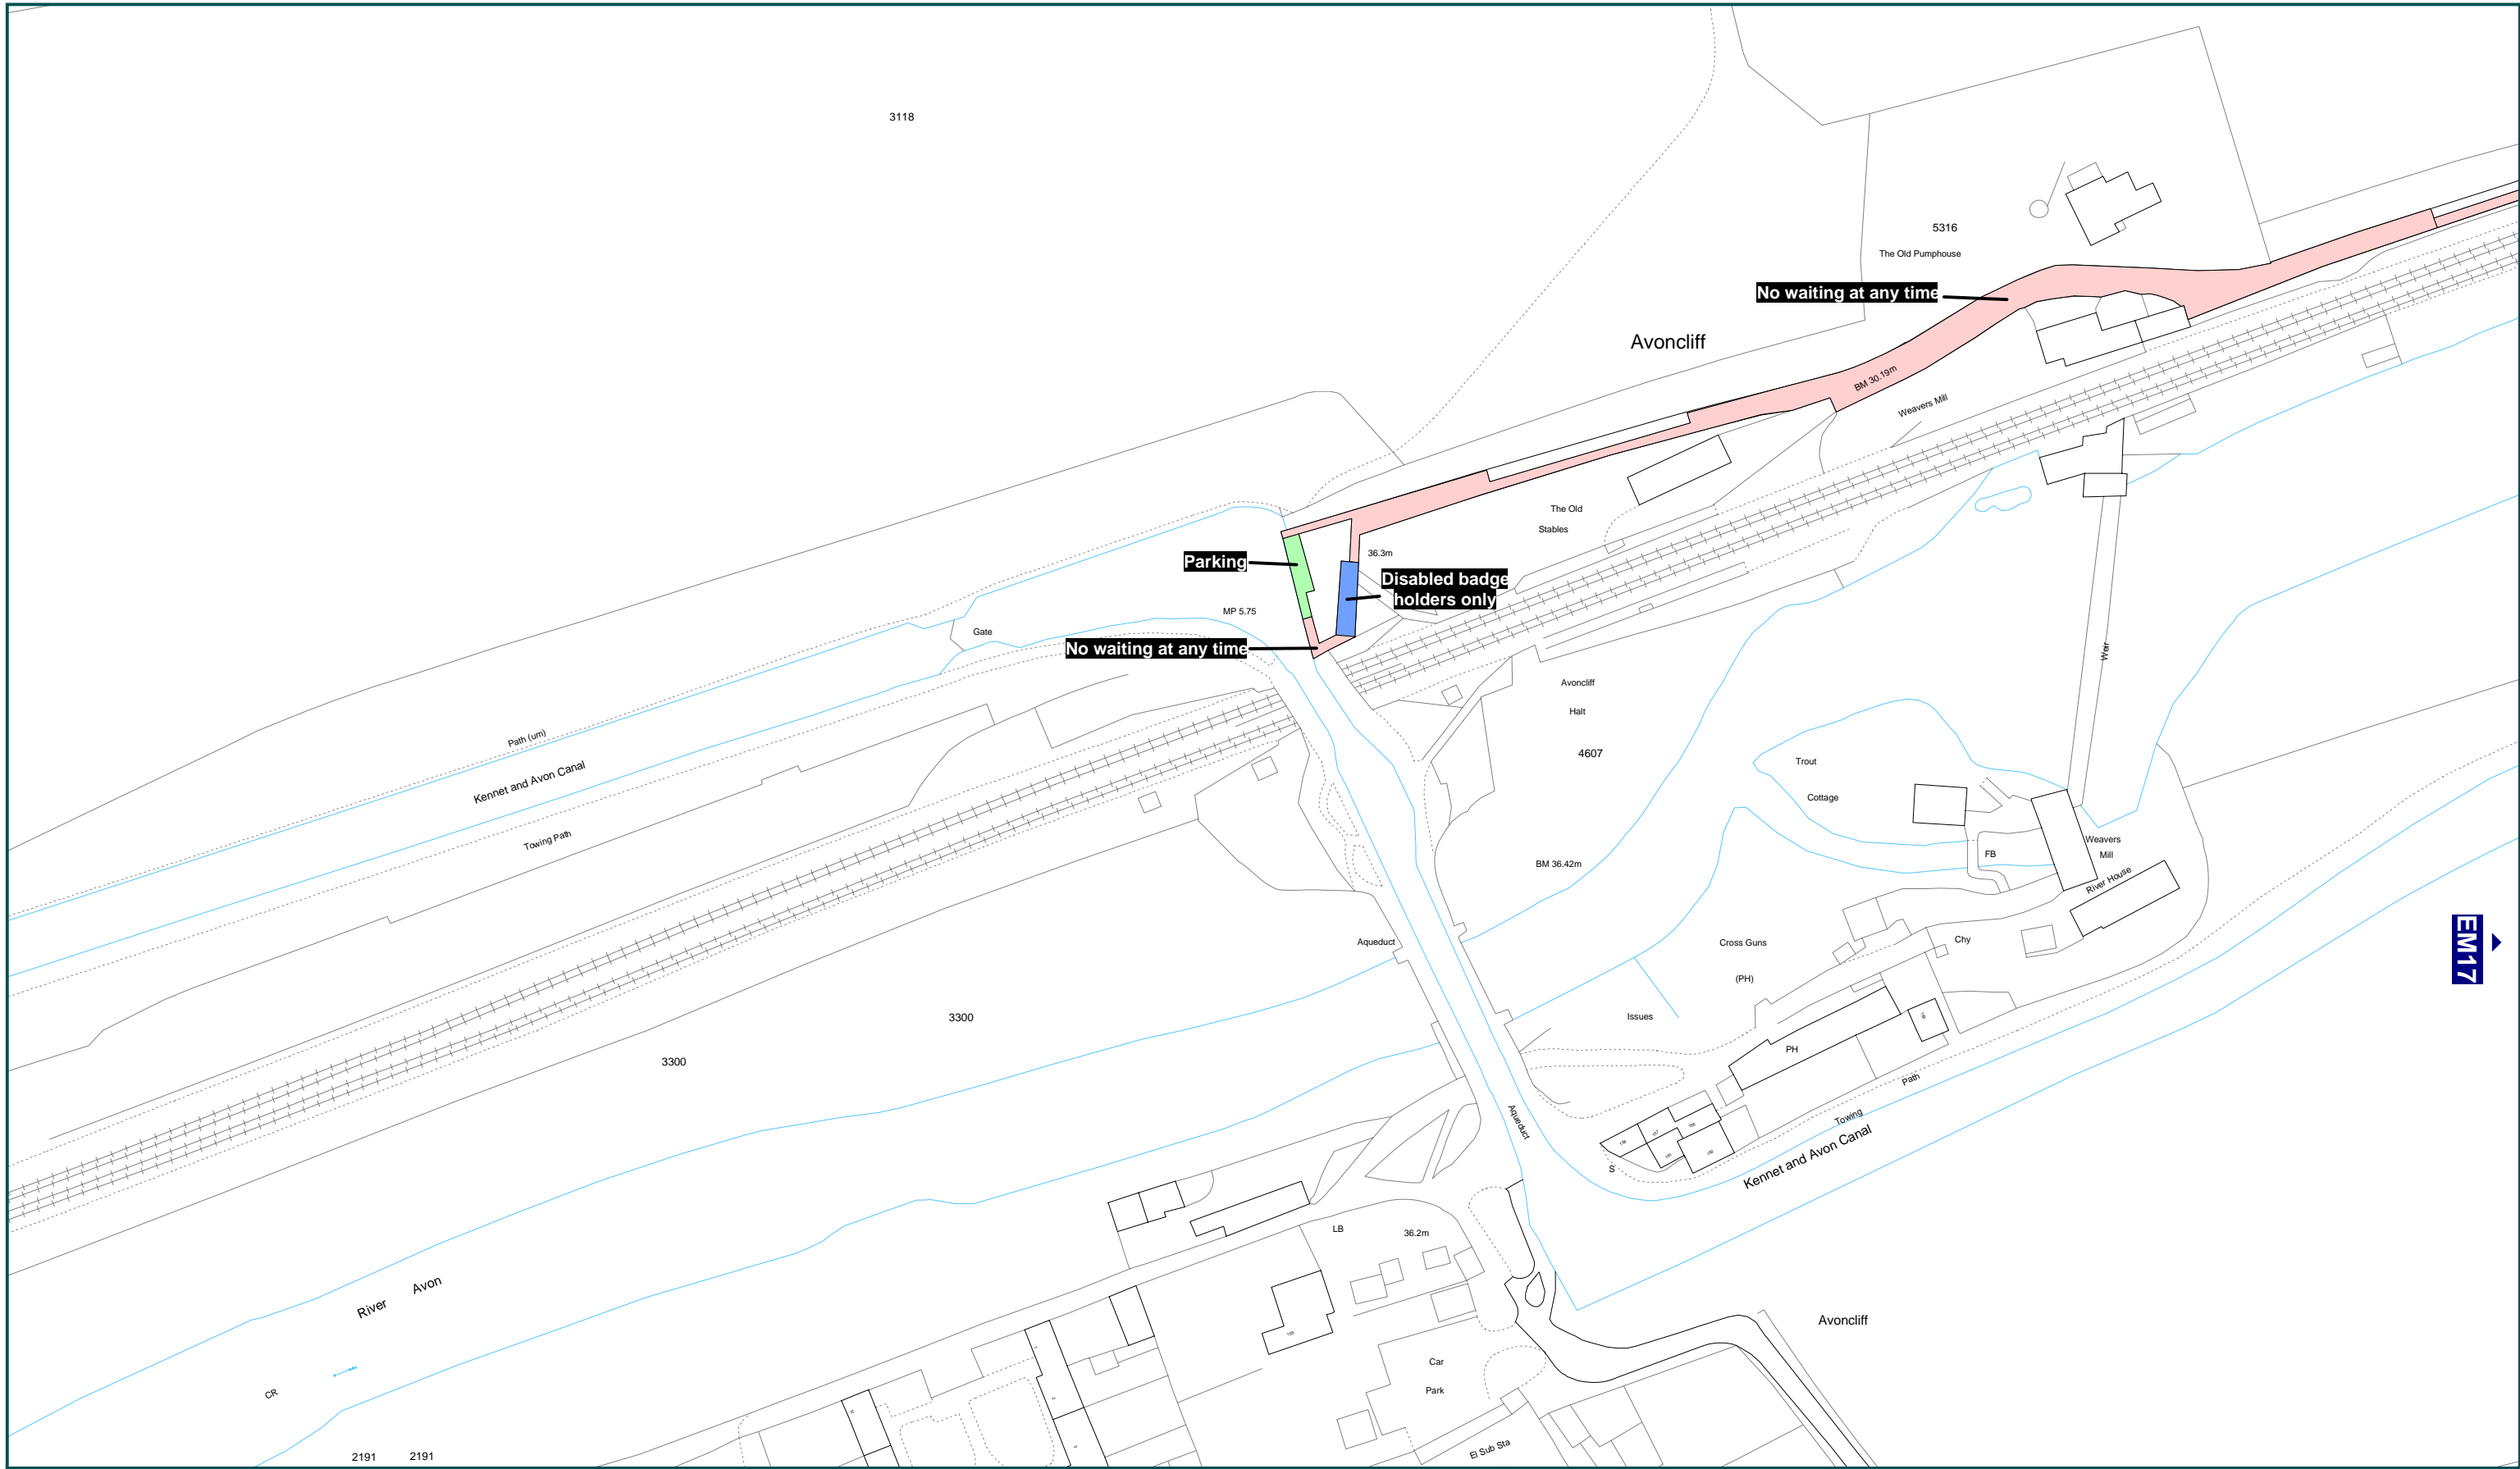 3118
5316
The Old Pumphouse
No waiting at any time
Avoncliff
BM 30.19m
Weavers Mill
The Old
Stables
36.3m
Parking
Disabled badge
holders only
MP 5.75
Gate
No waiting at any time
Weir
Avoncliff
Halt
4607
Path (um)
Kennet and Avon Canal
Towing Path
Trout
Cottage
Weavers
Mill
FB
BM 36.42m
River House
Aqueduct
Cross Guns
(PH)
Chy
EM17
Issues
3300
3300
PH
Path
Towing
Aqueduct
Kennet and Avon Canal
S
LB
36.2m
River Avon
Avoncliff
Car
Park
CR
El Sub Sta
2191
2191